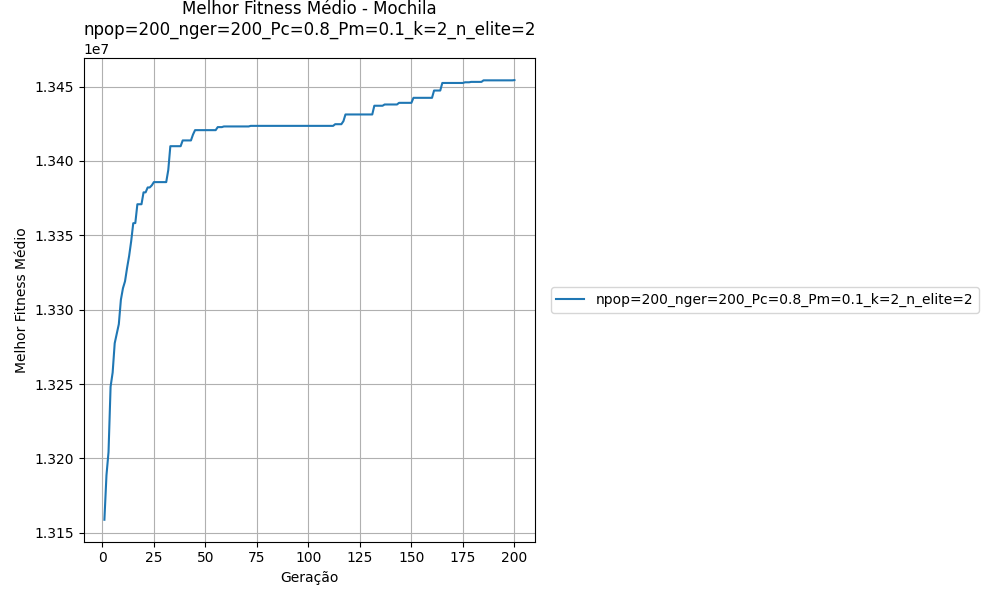 Melhor Fitness Médio - Mochila
npop=200_nger=200_Pc=0.8_Pm=0.1_k=2_n_elite=2
1e7
1.345
1.340
1.335
1.330
1.325
1.320
1.315
Melhor Fitness Médio
0 25 50 75 100 125 150 175 200
Geração
npop=200_nger=200_Pc=0.8_Pm=0.1_k=2_n_elite=2